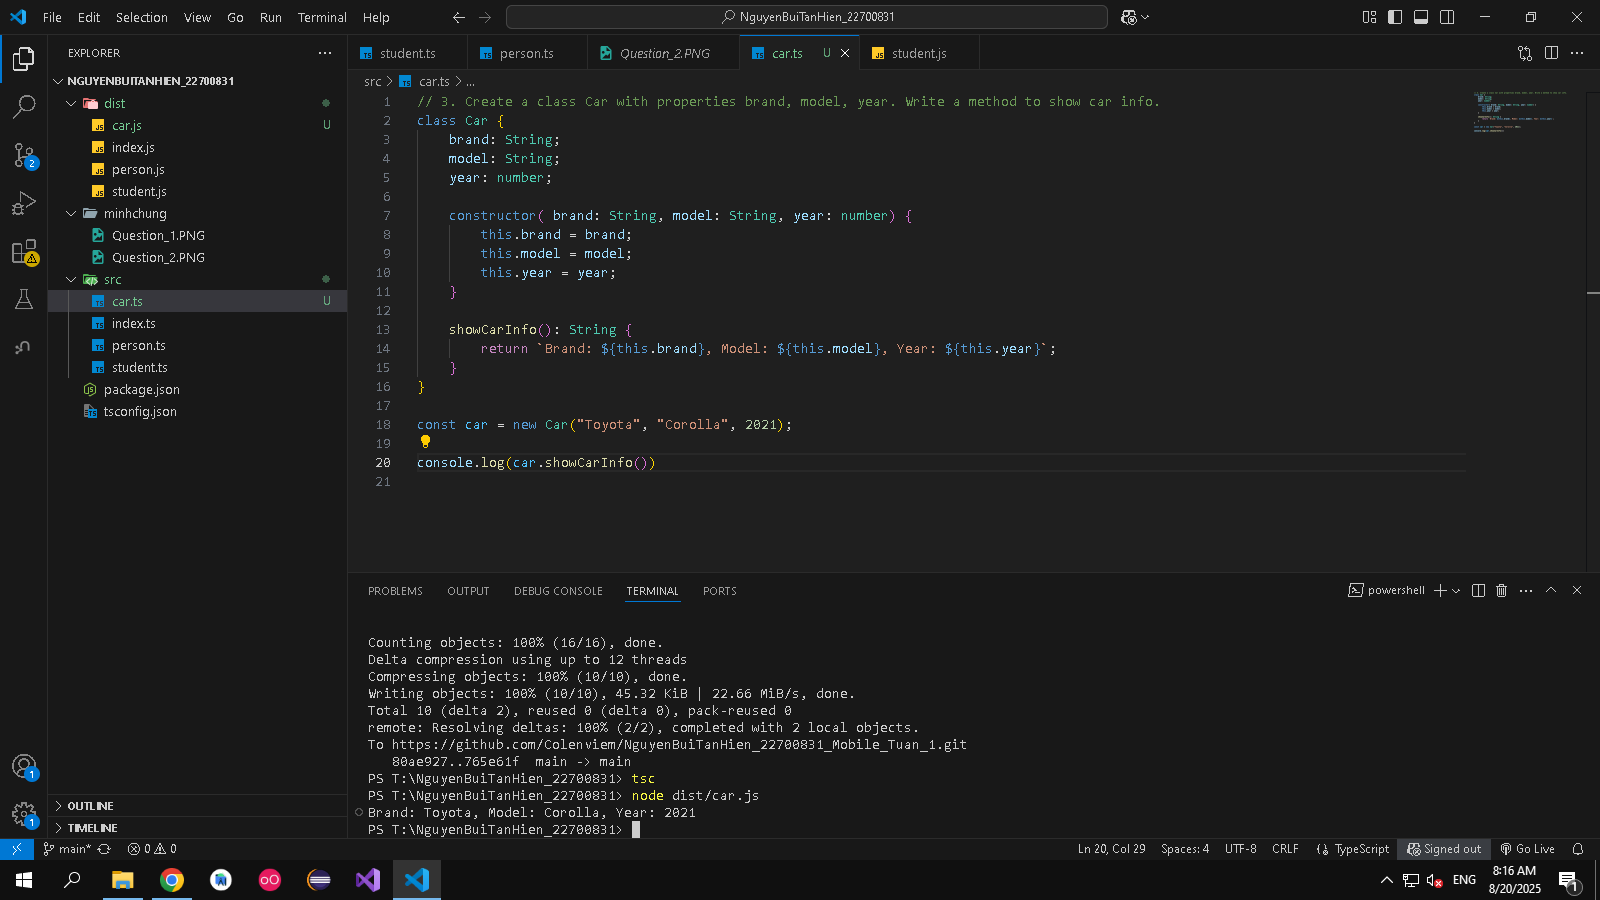 File Edit Selection View Go Run Terminal Help
NguyenBuiTanHien_22700831
EXPLORER
NGUYENBUITANHIEN_22700831
dist
car.js U
index.js
person.js
student.js
minhchung
Question_1.PNG
Question_2.PNG
src
car.ts U
index.ts
person.ts
student.ts
package.json
tsconfig.json
OUTLINE
TIMELINE
2
1
1
student.ts person.ts Question_2.PNG car.ts U student.js
src > car.ts > ...
1 // 3. Create a class Car with properties brand, model, year. Write a method to show car info.
2 class Car {
3 brand: String;
4 model: String;
5 year: number;
6
7 constructor( brand: String, model: String, year: number) {
8 this.brand = brand;
9 this.model = model;
10 this.year = year;
11 }
12
13 showCarInfo(): String {
14 return `Brand: ${this.brand}, Model: ${this.model}, Year: ${this.year}`;
15 }
16 }
17
18 const car = new Car("Toyota", "Corolla", 2021);
19
20 console.log(car.showCarInfo())
21
PROBLEMS OUTPUT DEBUG CONSOLE TERMINAL PORTS
powershell
Counting objects: 100% (16/16), done.
Delta compression using up to 12 threads
Compressing objects: 100% (10/10), done.
Writing objects: 100% (10/10), 45.32 KiB | 22.66 MiB/s, done.
Total 10 (delta 2), reused 0 (delta 0), pack-reused 0
remote: Resolving deltas: 100% (2/2), completed with 2 local objects.
To https://github.com/Colenviem/NguyenBuiTanHien_22700831_Mobile_Tuan_1.git
80ae927..765e61f main -> main
PS T:\NguyenBuiTanHien_22700831> tsc
PS T:\NguyenBuiTanHien_22700831> node dist/car.js
Brand: Toyota, Model: Corolla, Year: 2021
PS T:\NguyenBuiTanHien_22700831>
main* 0 0
Ln 20, Col 29 Spaces: 4 UTF-8 CRLF TypeScript Signed out Go Live
ENG
8:16 AM
8/20/2025
1